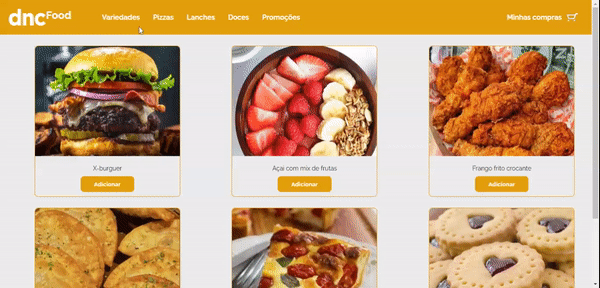 dnc Food
Variedades Pizzas Lanches Doces Promoções
Minhas compras
X-burguer
Açai com mix de frutas
Frango frito crocante
Adicionar
Adicionar
Adicionar